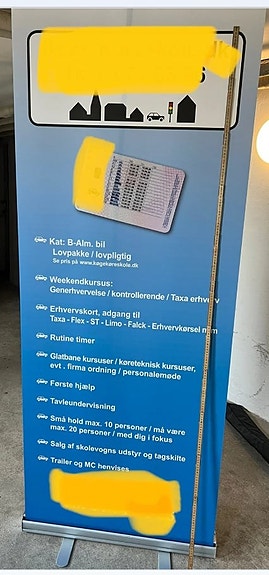 S
Kat: B-Alm. bil
Lovpakke / lovpligtig
Se pris på www.køgekøreskole.dk
Weekendkursus:
Generhvervelse / kontrollerende / Taxa erhverv
Erhvervskort, adgang til
Taxa - Flex - ST - Limo - Falck - Erhvervkørsel mm
Rutine timer
Glatbane kursuser / køreteknisk kursuser,
evt . firma ordning / personalemøde
Første hjælp
Tavleundervisning
Små hold max. 10 personer / må være
max. 20 personer / med dig i fokus
Salg af skolevogns udstyr og tagskilte
Trailer og MC henvises